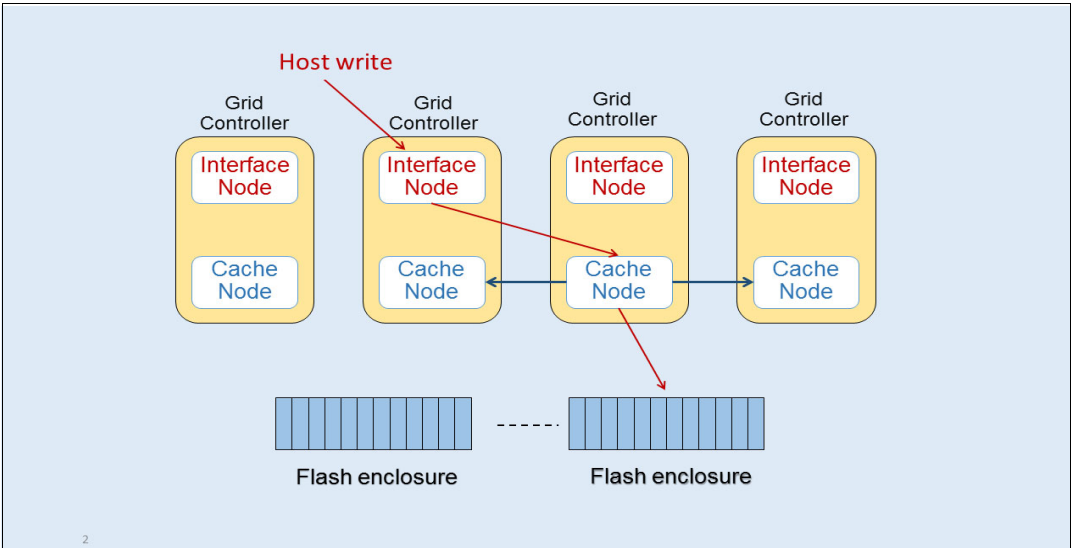 Host write
Grid
Controller
Grid
Controller
Grid
Controller
Grid
Controller
Interface
Node
Interface
Node
Interface
Node
Interface
Node
Cache
Node
Cache
Node
Cache
Node
Cache
Node
Flash enclosure
Flash enclosure
2